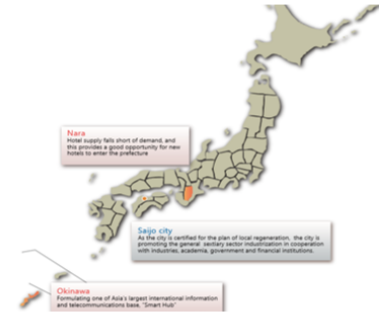 Nara
Hotel supply falls short of demand, and
this provides a good opportunity for new
hotels to enter the prefecture
Saijo city
As the city is certified for the plan of local regeneration, the city is
promoting the general sextiary sector industrization in cooperation
with industries, academia, government and financial institutions.
Okinawa
Formulating one of Asia's largest international information
and telecommunications base, "Smart Hub"